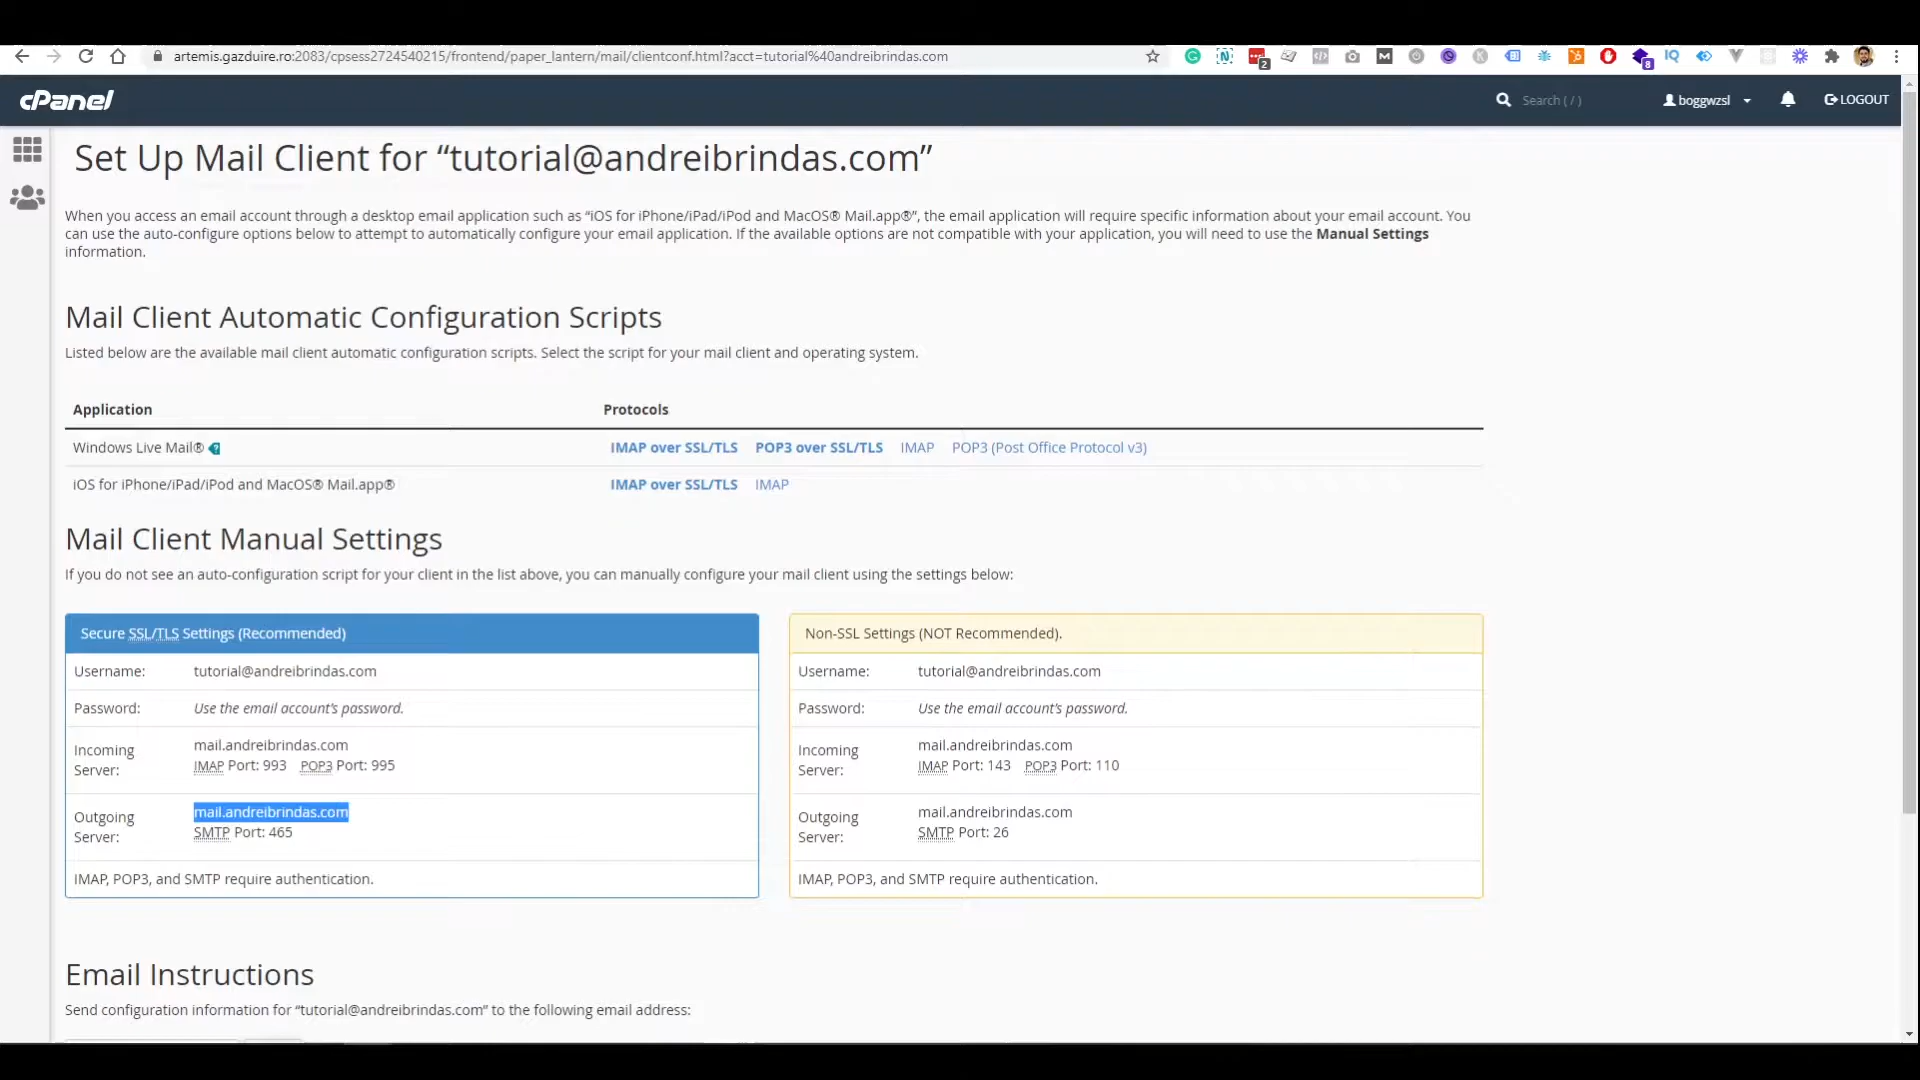 artemis.gazduire.ro:2083/cpsess2724540215/frontend/paper_lantern/mail/clientconf.html?acct=tutorial%40andreibrindas.com
2
M
8
IQ
cPanel
Search ( / )
boggwzsl
LOGOUT
Set Up Mail Client for “tutorial@andreibrindas.com”
When you access an email account through a desktop email application such as “iOS for iPhone/iPad/iPod and MacOS® Mail.app®”, the email application will require specific information about your email account. You
can use the auto-configure options below to attempt to automatically configure your email application. If the available options are not compatible with your application, you will need to use the Manual Settings
information.
Mail Client Automatic Configuration Scripts
Listed below are the available mail client automatic configuration scripts. Select the script for your mail client and operating system.
Application Protocols
Windows Live Mail® IMAP over SSL/TLS POP3 over SSL/TLS IMAP POP3 (Post Office Protocol v3)
iOS for iPhone/iPad/iPod and MacOS® Mail.app® IMAP over SSL/TLS IMAP
Mail Client Manual Settings
If you do not see an auto-configuration script for your client in the list above, you can manually configure your mail client using the settings below:
Secure SSL/TLS Settings (Recommended)
Username: tutorial@andreibrindas.com
Password: Use the email account’s password.
Incoming Server: mail.andreibrindas.com
IMAP Port: 993 POP3 Port: 995
Outgoing Server: mail.andreibrindas.com
SMTP Port: 465
IMAP, POP3, and SMTP require authentication.
Non-SSL Settings (NOT Recommended).
Username: tutorial@andreibrindas.com
Password: Use the email account’s password.
Incoming Server: mail.andreibrindas.com
IMAP Port: 143 POP3 Port: 110
Outgoing Server: mail.andreibrindas.com
SMTP Port: 26
IMAP, POP3, and SMTP require authentication.
Email Instructions
Send configuration information for “tutorial@andreibrindas.com” to the following email address: